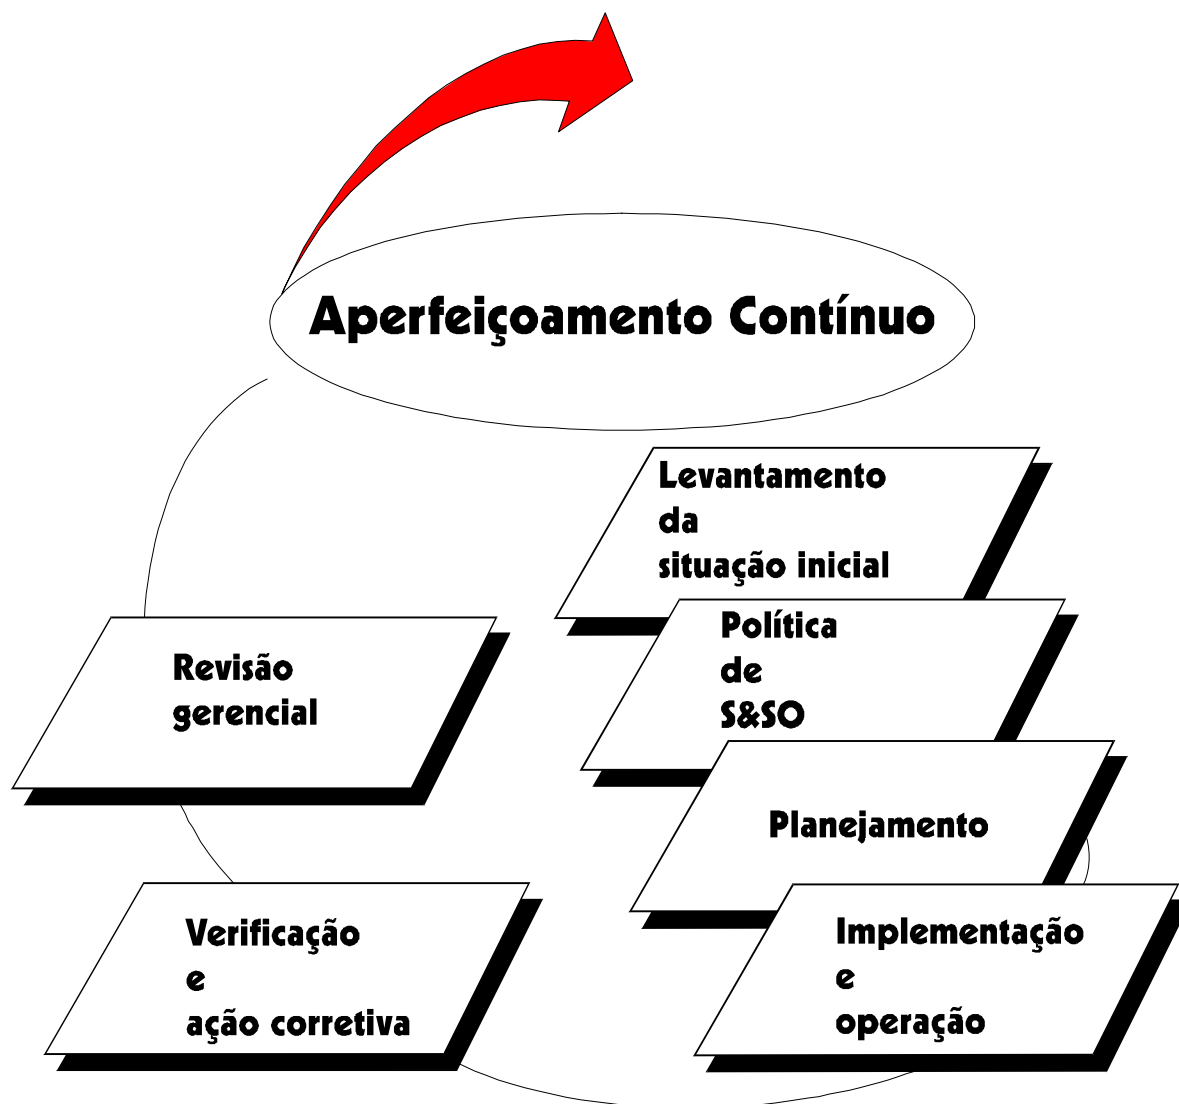 Aperfeiçoamento Contínuo
Levantamento
da
situação inicial
Política
de
S&SO
Planejamento
Implementação
e
operação
Verificação
e
ação corretiva
Revisão
gerencial